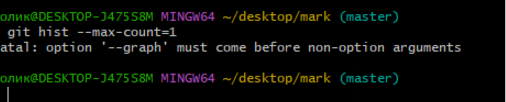 олик@DESKTOP-J475S8M MINGW64 ~/desktop/mark (master)
git hist --max-count=1
atal: option '--graph' must come before non-option arguments
олик@DESKTOP-J475S8M MINGW64 ~/desktop/mark (master)